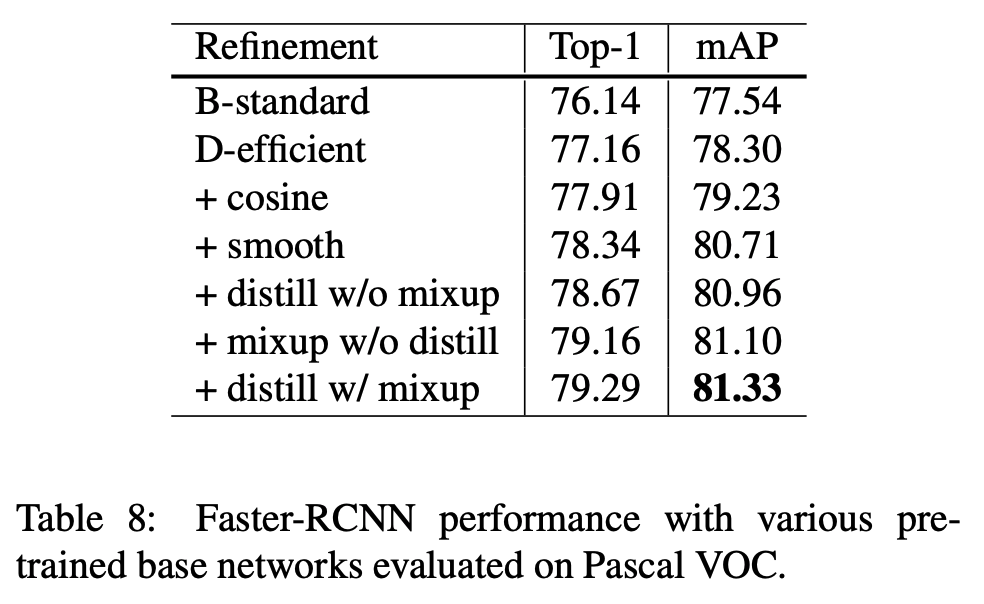 Refinement Top-1 mAP
B-standard 76.14 77.54
D-efficient 77.16 78.30
+ cosine 77.91 79.23
+ smooth 78.34 80.71
+ distill w/o mixup 78.67 80.96
+ mixup w/o distill 79.16 81.10
+ distill w/ mixup 79.29 81.33
Table 8: Faster-RCNN performance with various pre-
trained base networks evaluated on Pascal VOC.